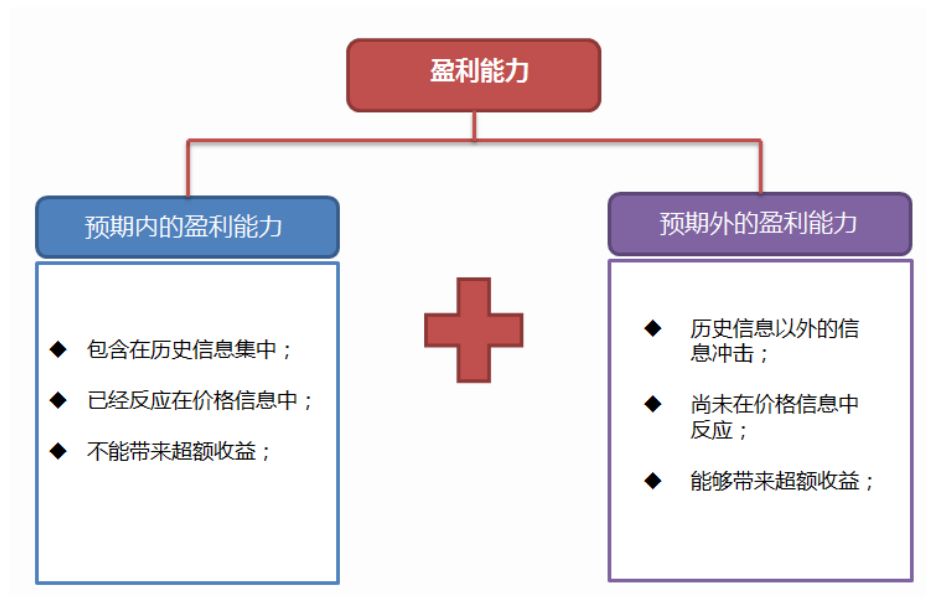 盈利能力
预期内的盈利能力
包含在历史信息集中；
已经反应在价格信息中；
不能带来超额收益；
预期外的盈利能力
历史信息以外的信
息冲击；
尚未在价格信息中
反应；
能够带来超额收益；